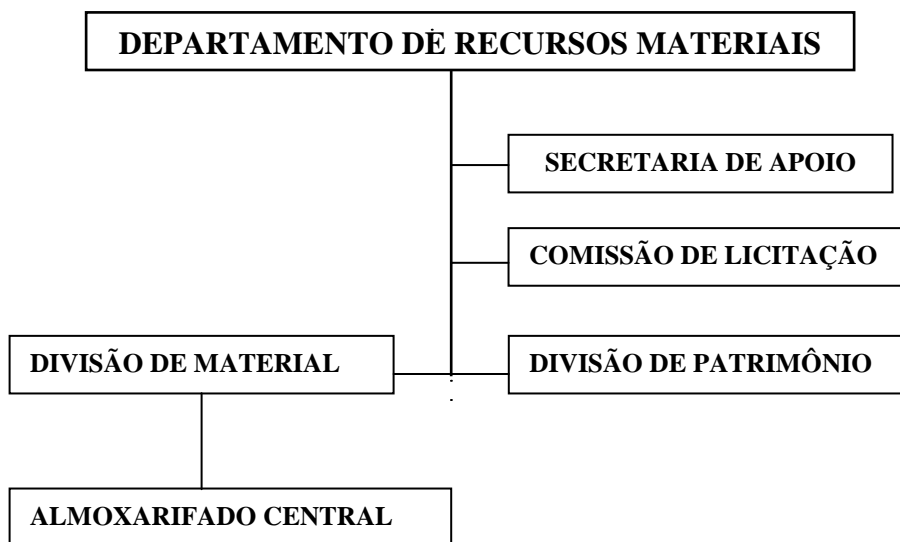 DEPARTAMENTO DE RECURSOS MATERIAIS
SECRETARIA DE APOIO
COMISSÃO DE LICITAÇÃO
DIVISÃO DE MATERIAL
DIVISÃO DE PATRIMÔNIO
ALMOXARIFADO CENTRAL